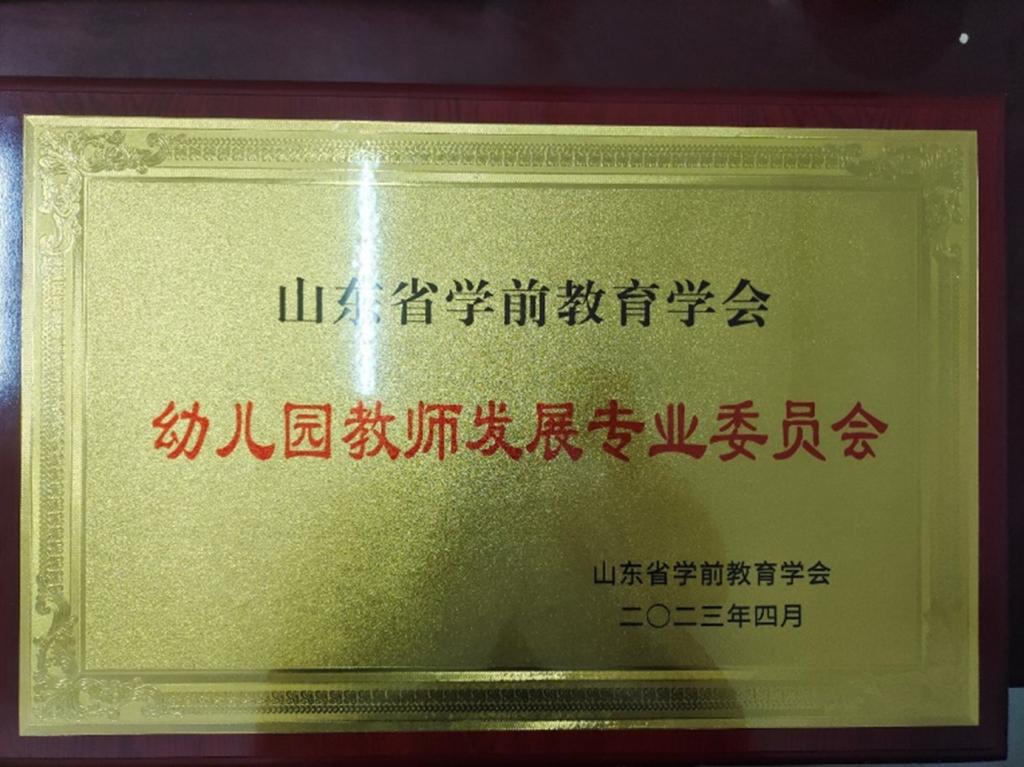 山东省学前教育学会
幼儿园教师发展专业委员会
山东省学前教育学会
二〇二三年四月